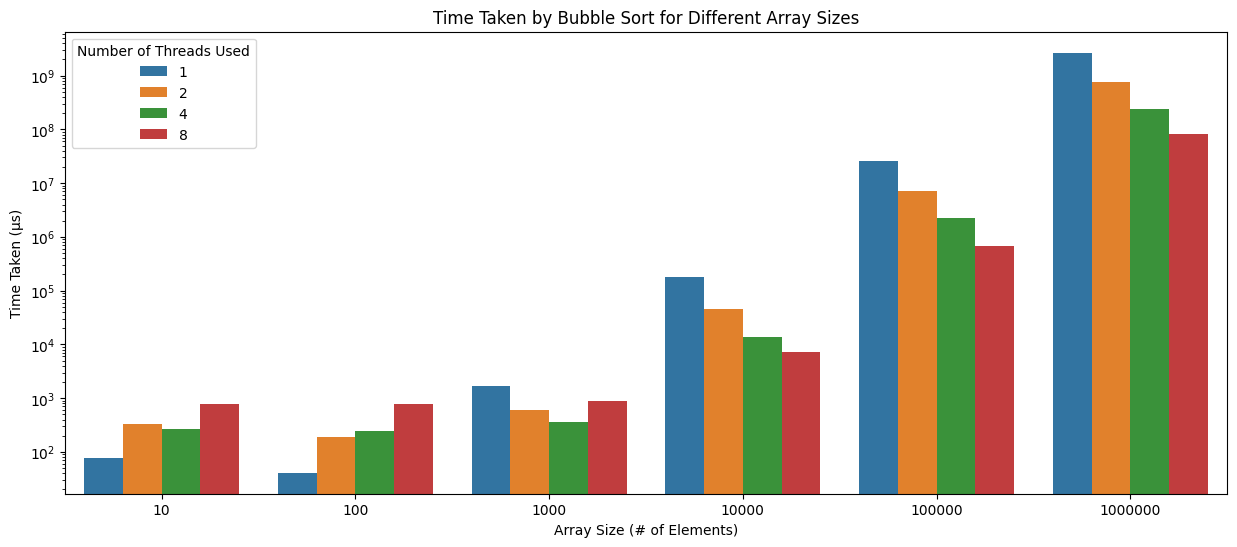 Time Taken by Bubble Sort for Different Array Sizes
Number of Threads Used
1
2
4
8
Time Taken (µs)
10⁹
10⁸
10⁷
10⁶
10⁵
10⁴
10³
10²
10 100 1000 10000 100000 1000000
Array Size (# of Elements)